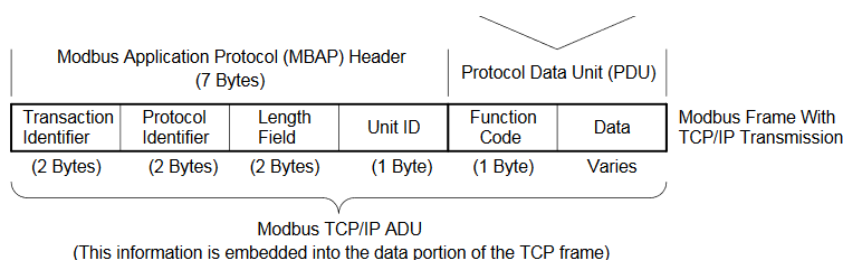 Modbus Application Protocol (MBAP) Header
(7 Bytes)
Protocol Data Unit (PDU)
Transaction Identifier
Protocol Identifier
Length Field
Unit ID
Function Code
Data
Modbus Frame With
TCP/IP Transmission
(2 Bytes)
(2 Bytes)
(2 Bytes)
(1 Byte)
(1 Byte)
Varies
Modbus TCP/IP ADU
(This information is embedded into the data portion of the TCP frame)